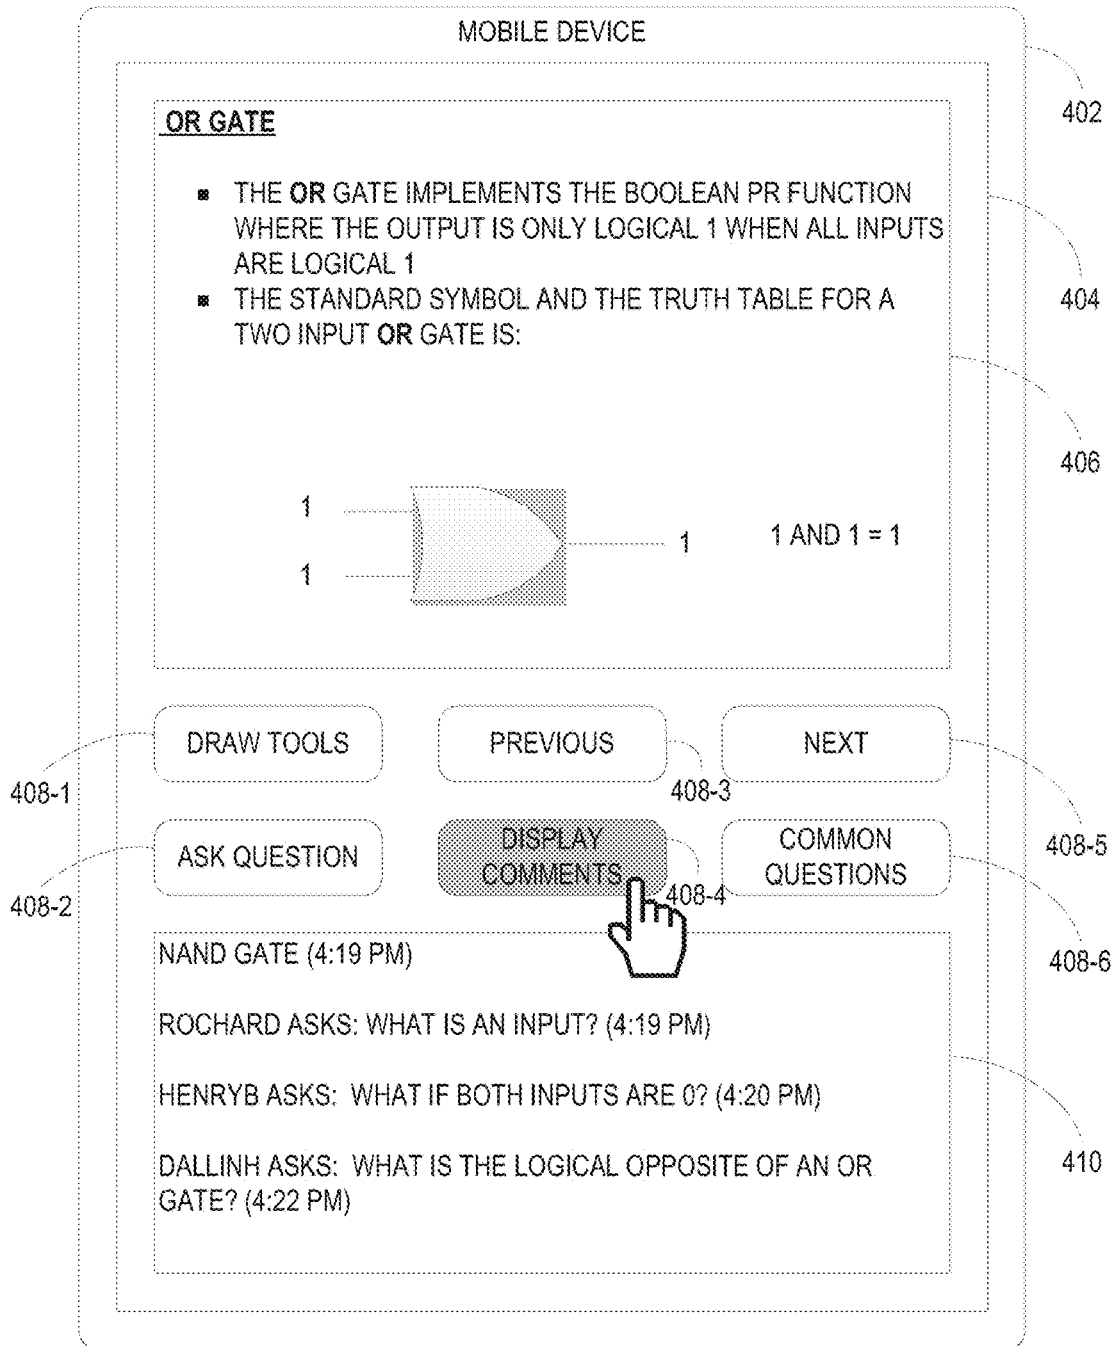 MOBILE DEVICE
402
OR GATE
▪ THE OR GATE IMPLEMENTS THE BOOLEAN PR FUNCTION
WHERE THE OUTPUT IS ONLY LOGICAL 1 WHEN ALL INPUTS
ARE LOGICAL 1
▪ THE STANDARD SYMBOL AND THE TRUTH TABLE FOR A
TWO INPUT OR GATE IS:
404
406
1
1
1
1 AND 1 = 1
DRAW TOOLS
PREVIOUS
NEXT
408-1
408-3
408-5
ASK QUESTION
DISPLAY
COMMENTS
COMMON
QUESTIONS
408-2
408-4
408-6
NAND GATE (4:19 PM)
ROCHARD ASKS: WHAT IS AN INPUT? (4:19 PM)
HENRYB ASKS: WHAT IF BOTH INPUTS ARE 0? (4:20 PM)
DALLINH ASKS: WHAT IS THE LOGICAL OPPOSITE OF AN OR
GATE? (4:22 PM)
410